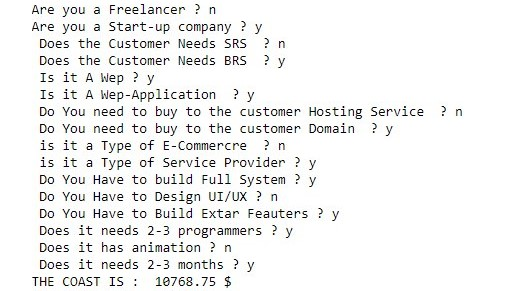 Are you a Freelancer ? n
Are you a Start-up company ? y
Does the Customer Needs SRS ? n
Does the Customer Needs BRS ? y
Is it A Wep ? y
Is it A Wep-Application ? y
Do You need to buy to the customer Hosting Service ? n
Do You need to buy to the customer Domain ? y
is it a Type of E-Commercre ? n
is it a Type of Service Provider ? y
Do You Have to build Full System ? y
Do You Have to Design UI/UX ? n
Do You Have to Build Extar Feauters ? y
Does it needs 2-3 programmers ? y
Does it has animation ? n
Does it needs 2-3 months ? y
THE COAST IS : 10768.75 $